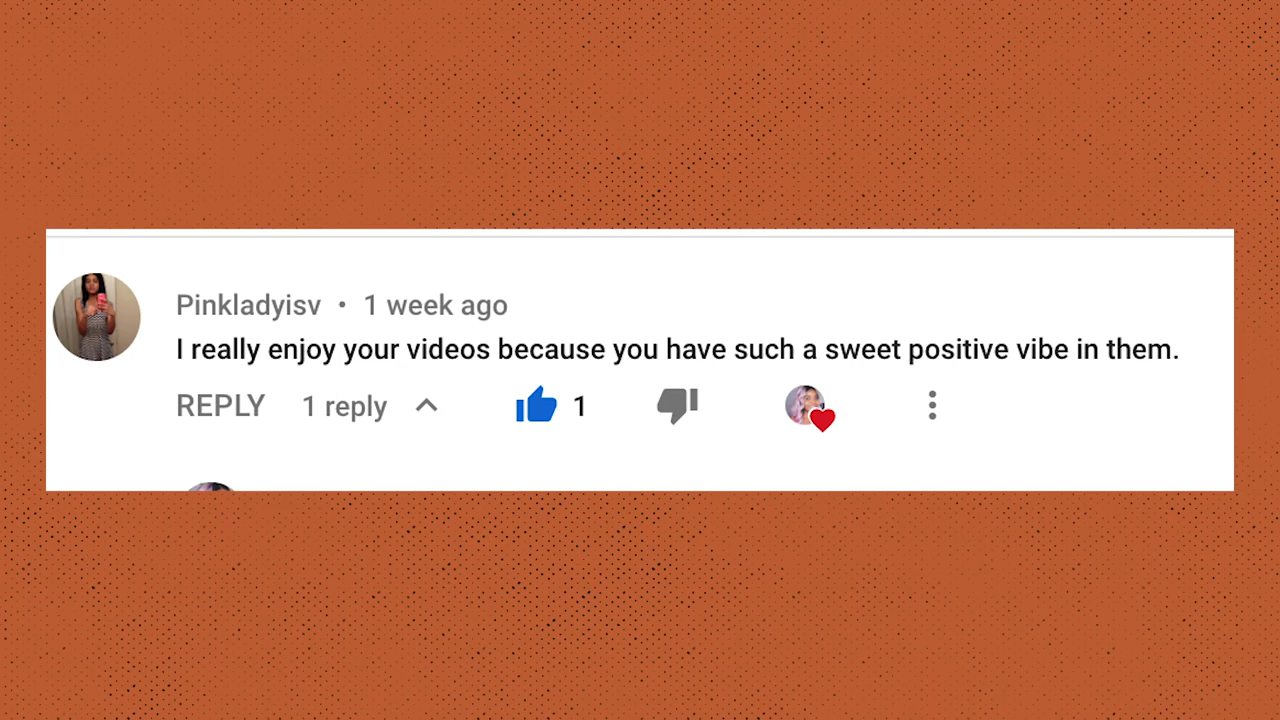 Pinkladyisv • 1 week ago
I really enjoy your videos because you have such a sweet positive vibe in them.
REPLY 1 reply 1